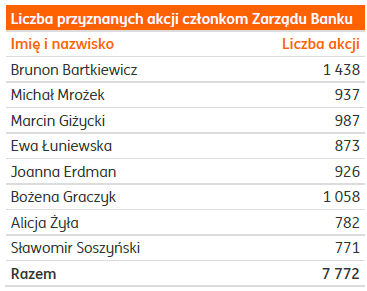 Liczba przyznanych akcji członkom Zarządu Banku
Imię i nazwisko Liczba akcji
Brunon Bartkiewicz 1 438
Michał Mrożek 937
Marcin Giżycki 987
Ewa Łuniewska 873
Joanna Erdman 926
Bożena Graczyk 1 058
Alicja Żyła 782
Sławomir Soszyński 771
Razem 7 772